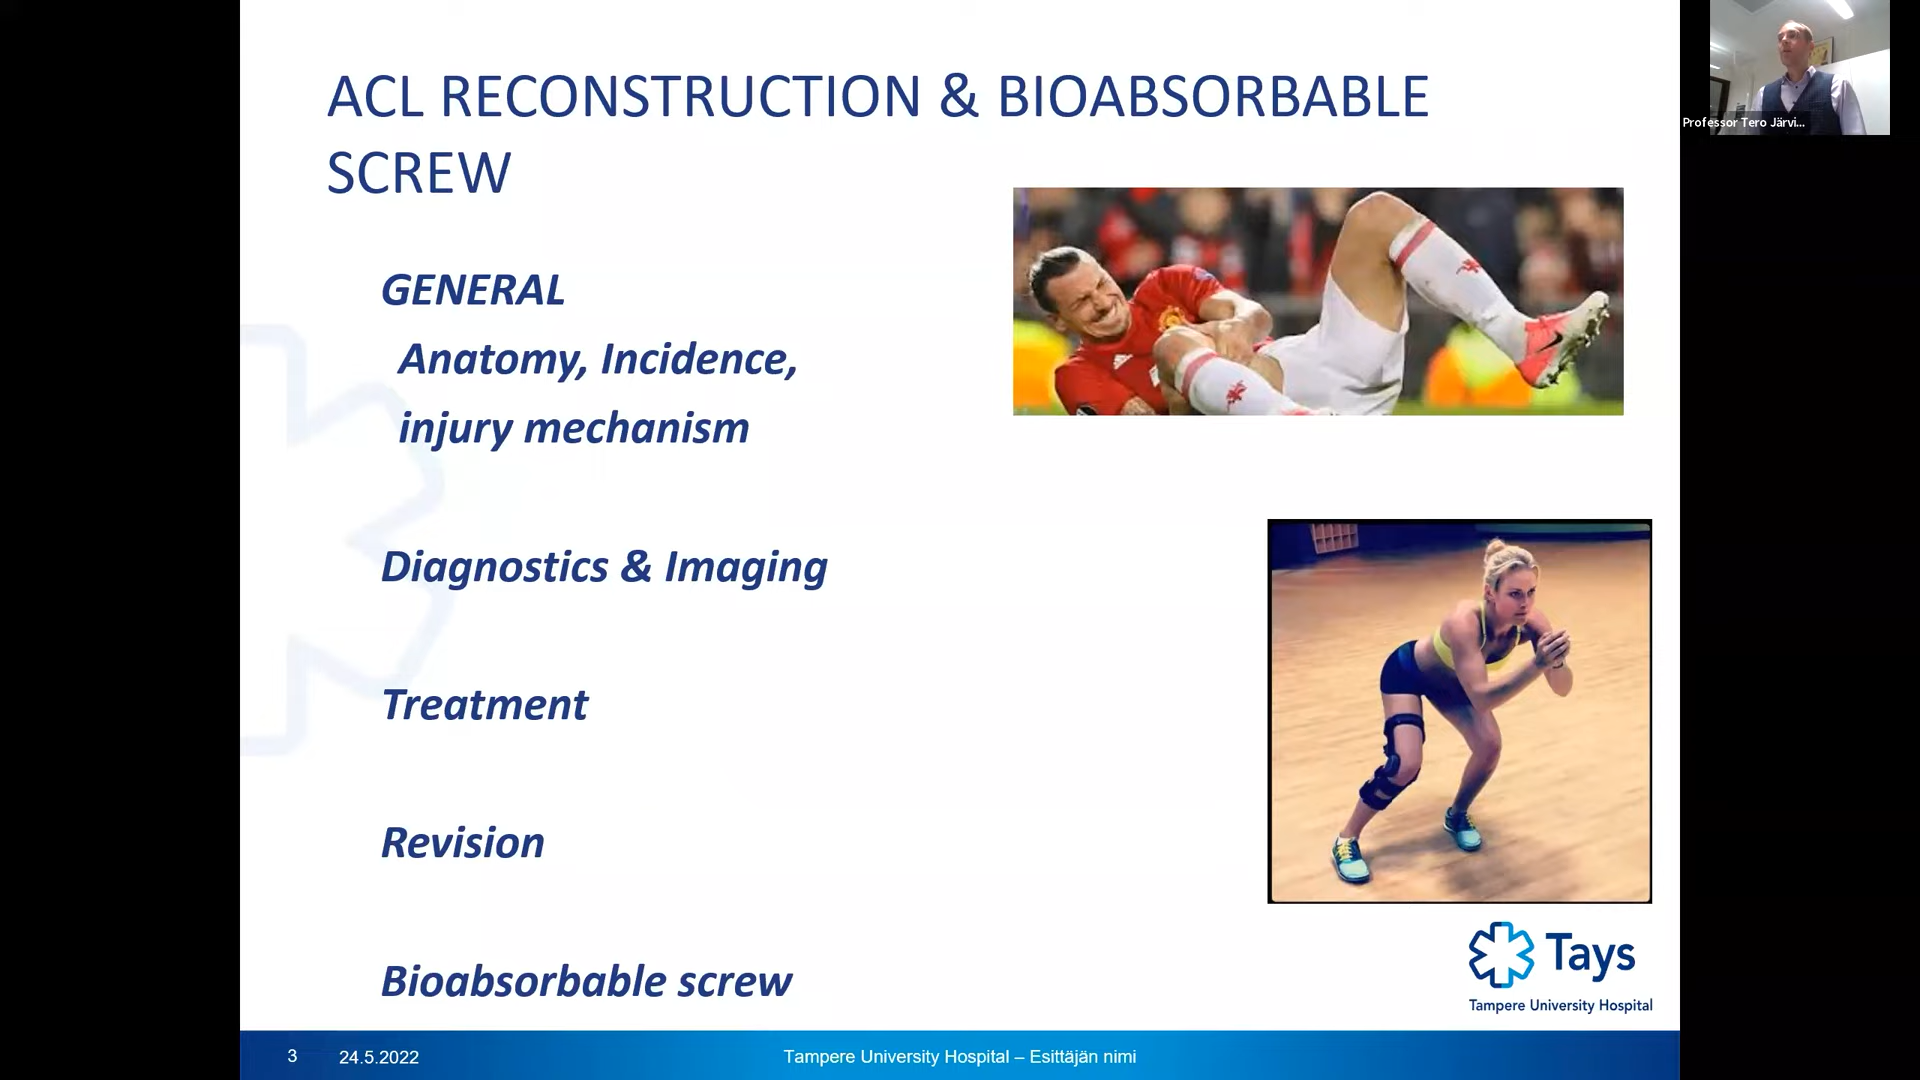 ACL RECONSTRUCTION & BIOABSORBABLE
SCREW
GENERAL
Anatomy, Incidence,
injury mechanism
Diagnostics & Imaging
Treatment
Revision
Bioabsorbable screw
Tays
Tampere University Hospital
3
24.5.2022
Tampere University Hospital – Esittäjän nimi
Professor Tero Järvi...